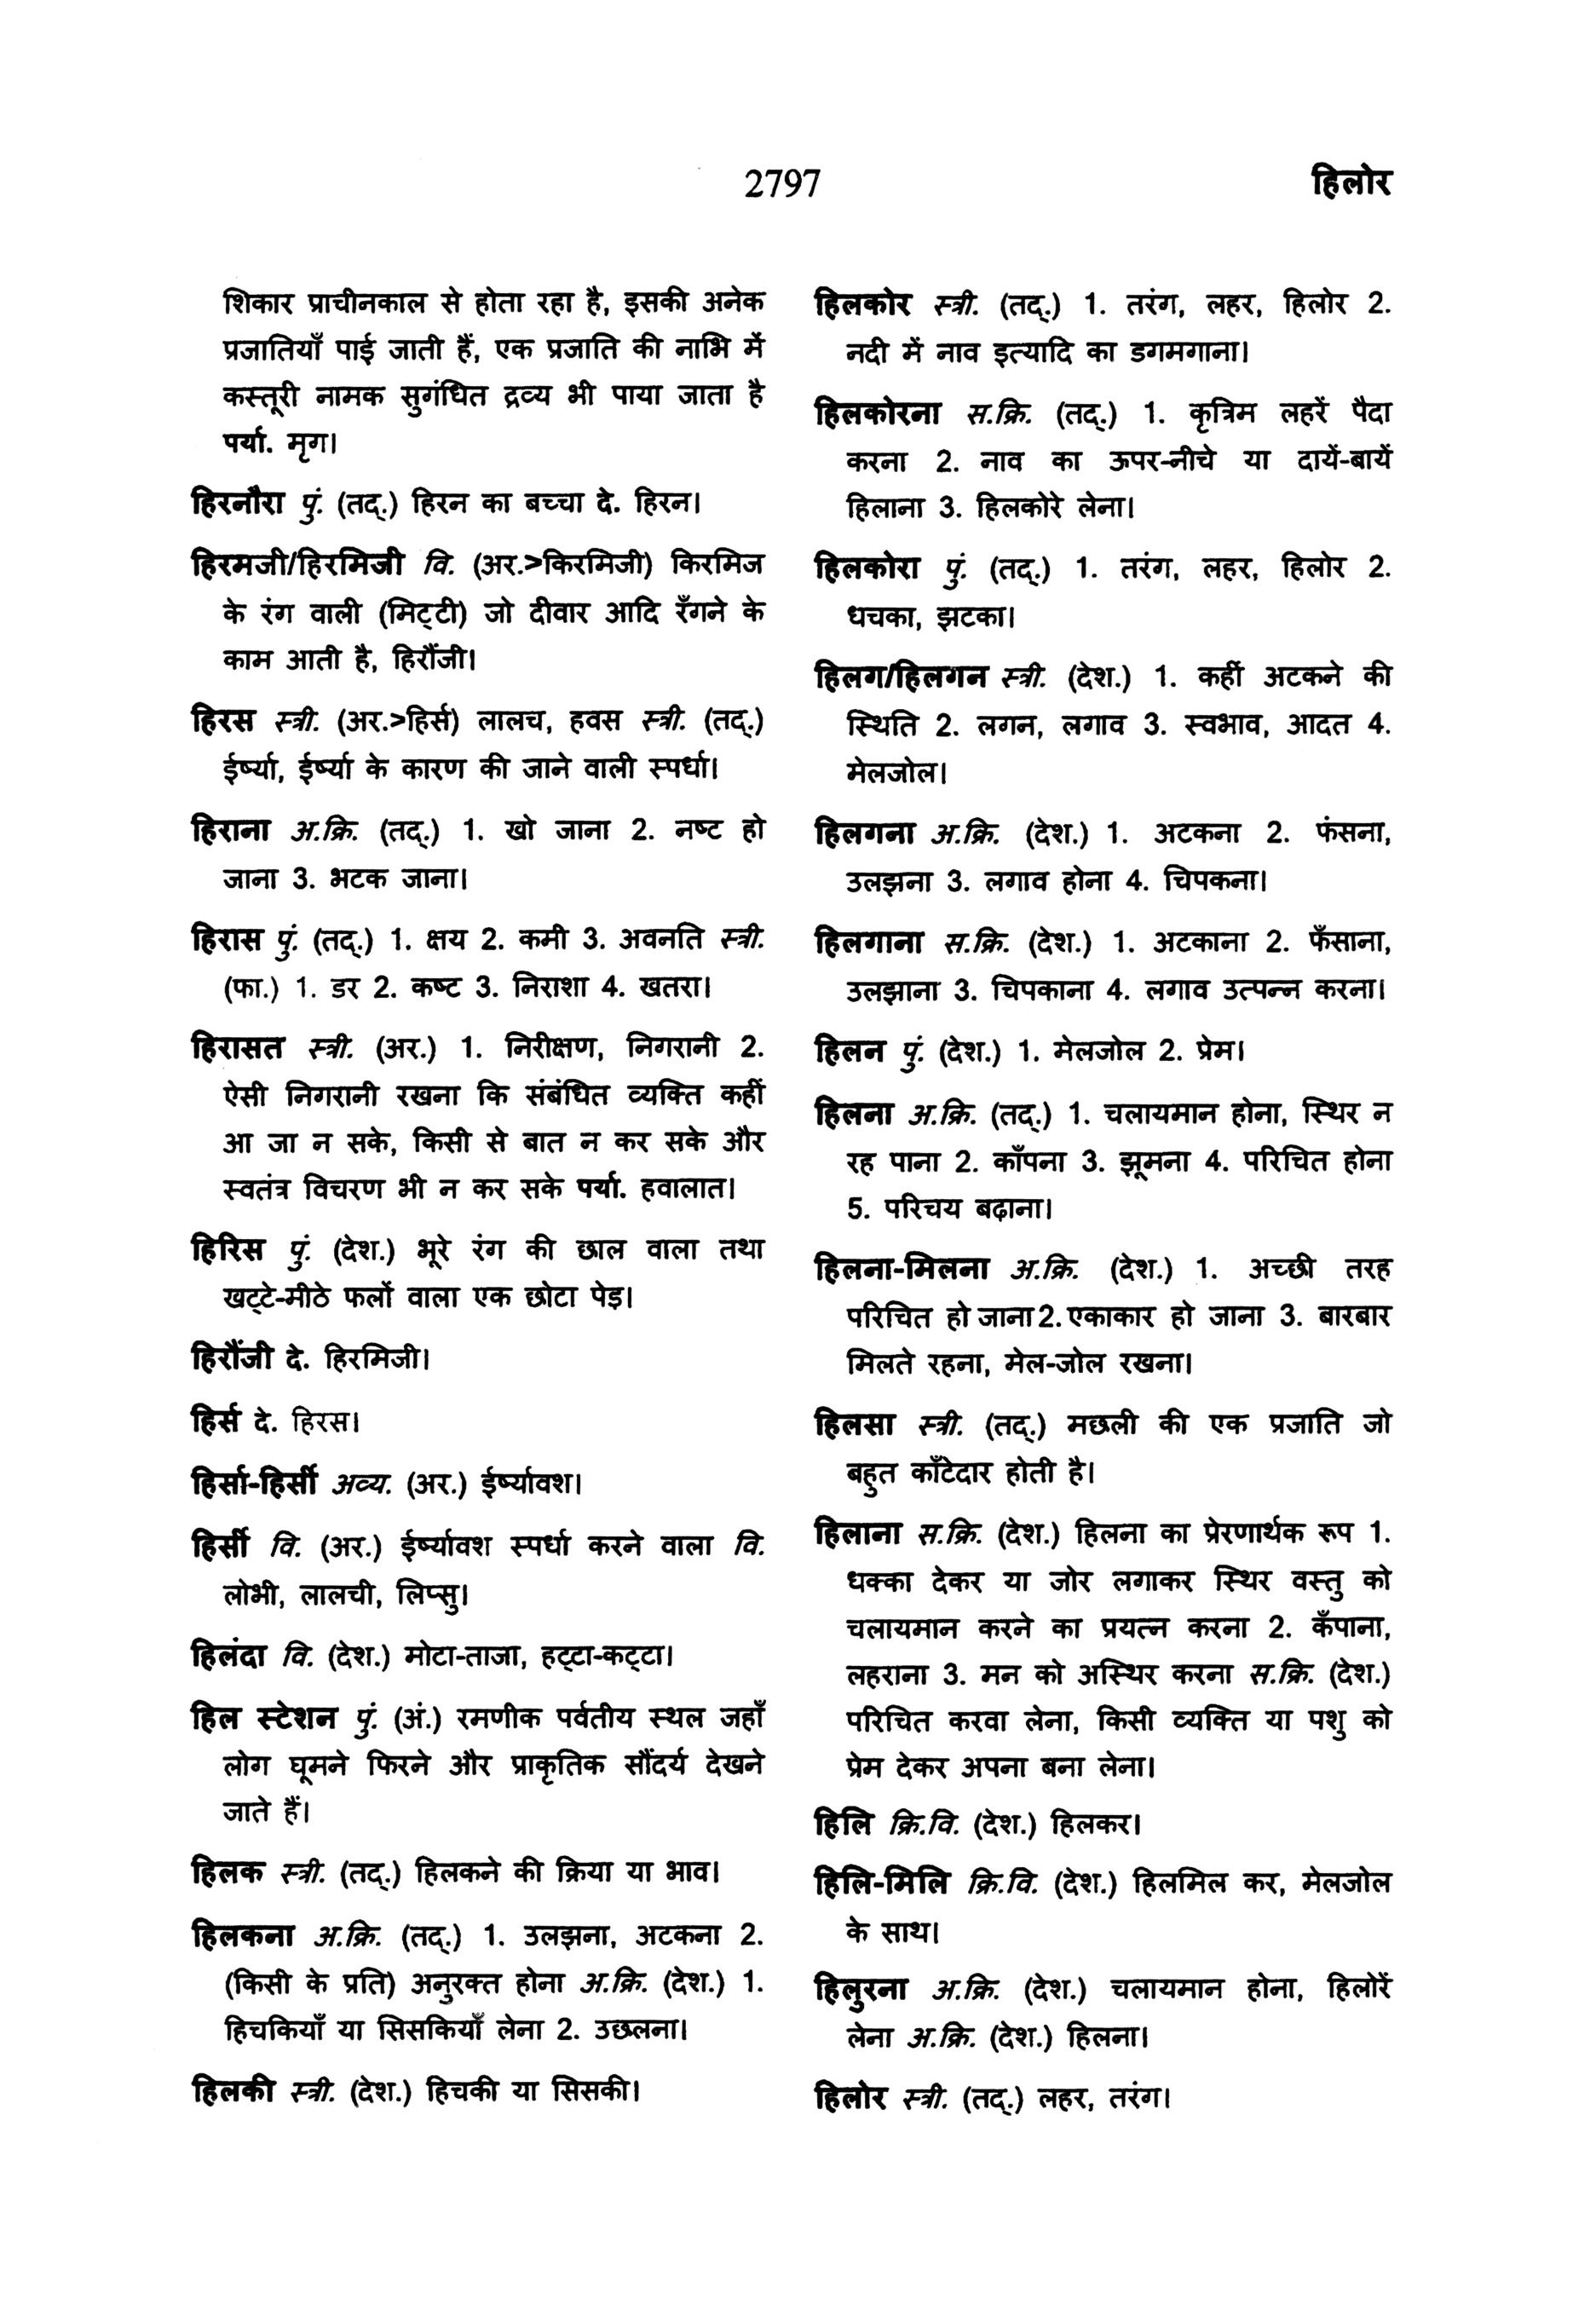 2797
हिलोर
शिकार प्राचीनकाल से होता रहा है, इसकी अनेक
प्रजातियाँ पाई जाती हैं, एक प्रजाति की नाभि में
कस्तूरी नामक सुगंधित द्रव्य भी पाया जाता है
पर्या. मृग।
हिरनौरा पुं. (तद्.) हिरन का बच्चा दे. हिरन।
हिरमजी/हिरमिजी वि. (अर.>किरमिजी) किरमिज
के रंग वाली (मिट्टी) जो दीवार आदि रँगने के
काम आती है, हिरौंजी।
हिरस स्त्री. (अर.>हिर्स) लालच, हवस स्त्री. (तद्.)
ईर्ष्या, ईर्ष्या के कारण की जाने वाली स्पर्धा।
हिराना अ.क्रि. (तद्.) 1. खो जाना 2. नष्ट हो
जाना 3. भटक जाना।
हिरास पुं. (तद्.) 1. क्षय 2. कमी 3. अवनति स्त्री.
(फा.) 1. डर 2. कष्ट 3. निराशा 4. खतरा।
हिरासत स्त्री. (अर.) 1. निरीक्षण, निगरानी 2.
ऐसी निगरानी रखना कि संबंधित व्यक्ति कहीं
आ जा न सके, किसी से बात न कर सके और
स्वतंत्र विचरण भी न कर सके पर्या. हवालात।
हिरिस पुं. (देश.) भूरे रंग की छाल वाला तथा
खट्टे-मीठे फलों वाला एक छोटा पेड़।
हिरौंजी दे. हिरमिजी।
हिर्स दे. हिरस।
हिर्सा-हिर्सी अव्य. (अर.) ईर्ष्यावश।
हिर्सी वि. (अर.) ईर्ष्यावश स्पर्धा करने वाला वि.
लोभी, लालची, लिप्सु।
हिलंदा वि. (देश.) मोटा-ताजा, हट्टा-कट्टा।
हिल स्टेशन पुं. (अं.) रमणीक पर्वतीय स्थल जहाँ
लोग घूमने फिरने और प्राकृतिक सौंदर्य देखने
जाते हैं।
हिलक स्त्री. (तद्.) हिलकने की क्रिया या भाव।
हिलकना अ.क्रि. (तद्.) 1. उलझना, अटकना 2.
(किसी के प्रति) अनुरक्त होना अ.क्रि. (देश.) 1.
हिचकियाँ या सिसकियाँ लेना 2. उछलना।
हिलकी स्त्री. (देश.) हिचकी या सिसकी।
हिलकोर स्त्री. (तद्.) 1. तरंग, लहर, हिलोर 2.
नदी में नाव इत्यादि का डगमगाना।
हिलकोरना स.क्रि. (तद्.) 1. कृत्रिम लहरें पैदा
करना 2. नाव का ऊपर-नीचे या दायें-बायें
हिलाना 3. हिलकोरे लेना।
हिलकोरा पुं. (तद्.) 1. तरंग, लहर, हिलोर 2.
धचका, झटका।
हिलग/हिलगन स्त्री. (देश.) 1. कहीं अटकने की
स्थिति 2. लगन, लगाव 3. स्वभाव, आदत 4.
मेलजोल।
हिलगना अ.क्रि. (देश.) 1. अटकना 2. फंसना,
उलझना 3. लगाव होना 4. चिपकना।
हिलगाना स.क्रि. (देश.) 1. अटकाना 2. फँसाना,
उलझाना 3. चिपकाना 4. लगाव उत्पन्न करना।
हिलन पुं. (देश.) 1. मेलजोल 2. प्रेम।
हिलना अ.क्रि. (तद्.) 1. चलायमान होना, स्थिर न
रह पाना 2. काँपना 3. झूमना 4. परिचित होना
5. परिचय बढ़ाना।
हिलना-मिलना अ.क्रि. (देश.) 1. अच्छी तरह
परिचित हो जाना 2. एकाकार हो जाना 3. बारबार
मिलते रहना, मेल-जोल रखना।
हिलसा स्त्री. (तद्.) मछली की एक प्रजाति जो
बहुत काँटेदार होती है।
हिलाना स.क्रि. (देश.) हिलना का प्रेरणार्थक रूप 1.
धक्का देकर या जोर लगाकर स्थिर वस्तु को
चलायमान करने का प्रयत्न करना 2. कँपाना,
लहराना 3. मन को अस्थिर करना स.क्रि. (देश.)
परिचित करवा लेना, किसी व्यक्ति या पशु को
प्रेम देकर अपना बना लेना।
हिलि क्रि.वि. (देश.) हिलकर।
हिलि-मिलि क्रि.वि. (देश.) हिलमिल कर, मेलजोल
के साथ।
हिलुरना अ.क्रि. (देश.) चलायमान होना, हिलोरें
लेना अ.क्रि. (देश.) हिलना।
हिलोर स्त्री. (तद्.) लहर, तरंग।